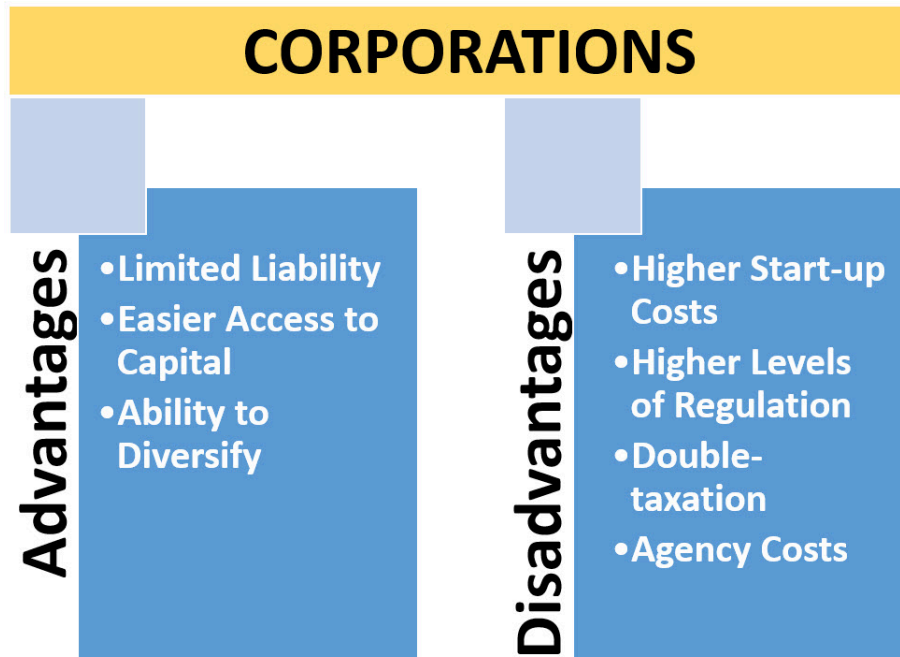 CORPORATIONS
Advantages
•Limited Liability
•Easier Access to
Capital
•Ability to
Diversify
Disadvantages
•Higher Start-up
Costs
•Higher Levels
of Regulation
•Double-
taxation
•Agency Costs